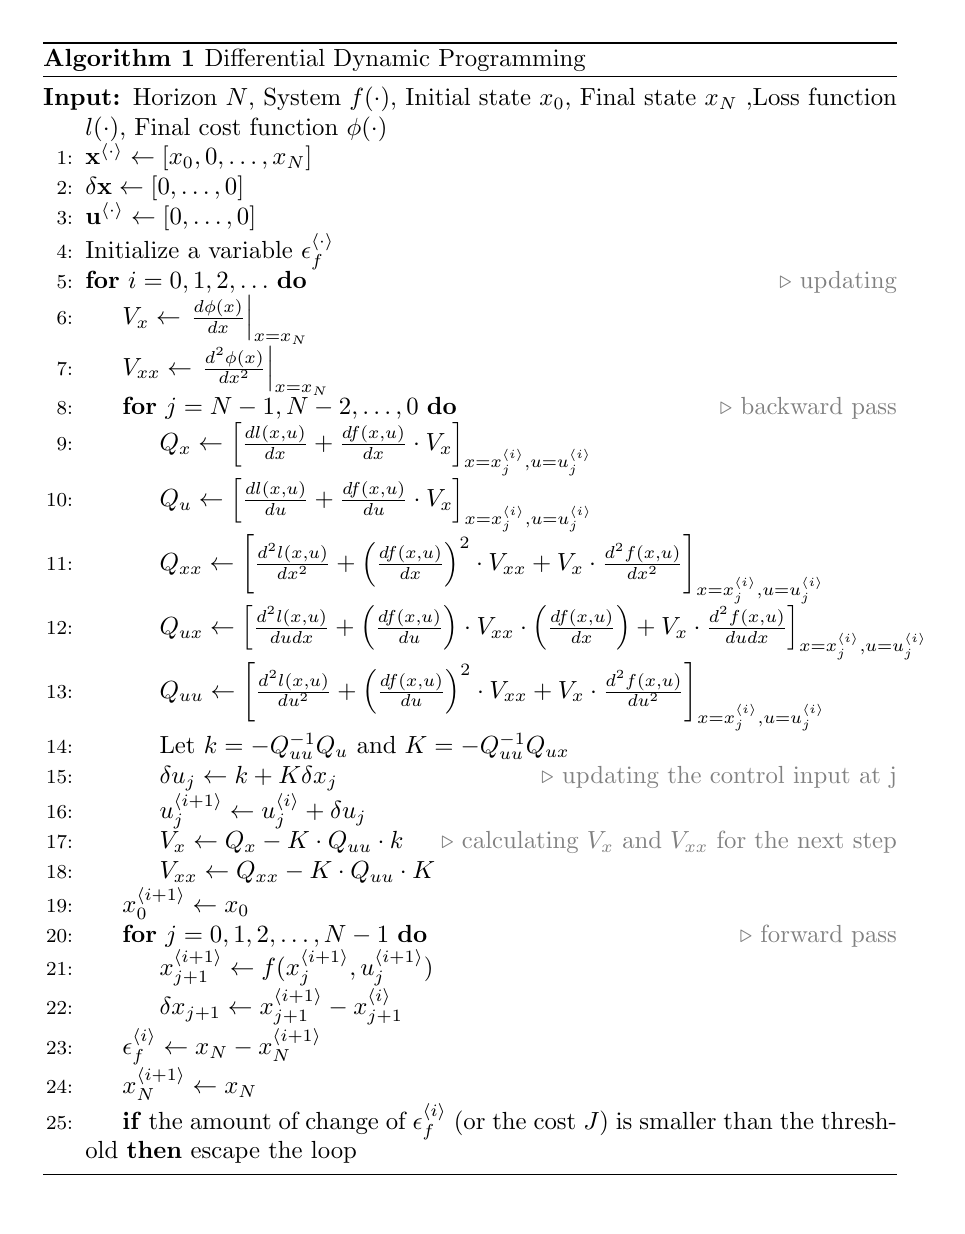 Algorithm 1 Differential Dynamic Programming
Input: Horizon $N$, System $f(\cdot)$, Initial state $x_0$, Final state $x_N$ ,Loss function
$l(\cdot)$, Final cost function $\phi(\cdot)$
1: $\mathbf{x}^{\langle\cdot\rangle} \leftarrow [x_0, 0, \ldots, x_N]$
2: $\delta\mathbf{x} \leftarrow [0, \ldots, 0]$
3: $\mathbf{u}^{\langle\cdot\rangle} \leftarrow [0, \ldots, 0]$
4: Initialize a variable $\epsilon_f^{\langle\cdot\rangle}$
5: for $i = 0, 1, 2, \ldots$ do ▷ updating
6: $V_x \leftarrow \left.\frac{d\phi(x)}{dx}\right|_{x=x_N}$
7: $V_{xx} \leftarrow \left.\frac{d^2\phi(x)}{dx^2}\right|_{x=x_N}$
8: for $j = N-1, N-2, \ldots, 0$ do ▷ backward pass
9: $Q_x \leftarrow \left[\frac{dl(x,u)}{dx} + \frac{df(x,u)}{dx} \cdot V_x\right]_{x=x_j^{\langle i\rangle}, u=u_j^{\langle i\rangle}}$
10: $Q_u \leftarrow \left[\frac{dl(x,u)}{du} + \frac{df(x,u)}{du} \cdot V_x\right]_{x=x_j^{\langle i\rangle}, u=u_j^{\langle i\rangle}}$
11: $Q_{xx} \leftarrow \left[\frac{d^2l(x,u)}{dx^2} + \left(\frac{df(x,u)}{dx}\right)^2 \cdot V_{xx} + V_x \cdot \frac{d^2f(x,u)}{dx^2}\right]_{x=x_j^{\langle i\rangle}, u=u_j^{\langle i\rangle}}$
12: $Q_{ux} \leftarrow \left[\frac{d^2l(x,u)}{dudx} + \left(\frac{df(x,u)}{du}\right) \cdot V_{xx} \cdot \left(\frac{df(x,u)}{dx}\right) + V_x \cdot \frac{d^2f(x,u)}{dudx}\right]_{x=x_j^{\langle i\rangle}, u=u_j^{\langle i\rangle}}$
13: $Q_{uu} \leftarrow \left[\frac{d^2l(x,u)}{du^2} + \left(\frac{df(x,u)}{du}\right)^2 \cdot V_{xx} + V_x \cdot \frac{d^2f(x,u)}{du^2}\right]_{x=x_j^{\langle i\rangle}, u=u_j^{\langle i\rangle}}$
14: Let $k = -Q_{uu}^{-1}Q_u$ and $K = -Q_{uu}^{-1}Q_{ux}$
15: $\delta u_j \leftarrow k + K\delta x_j$ ▷ updating the control input at j
16: $u_j^{\langle i+1\rangle} \leftarrow u_j^{\langle i\rangle} + \delta u_j$
17: $V_x \leftarrow Q_x - K \cdot Q_{uu} \cdot k$ ▷ calculating $V_x$ and $V_{xx}$ for the next step
18: $V_{xx} \leftarrow Q_{xx} - K \cdot Q_{uu} \cdot K$
19: $x_0^{\langle i+1\rangle} \leftarrow x_0$
20: for $j = 0, 1, 2, \ldots, N-1$ do ▷ forward pass
21: $x_{j+1}^{\langle i+1\rangle} \leftarrow f(x_j^{\langle i+1\rangle}, u_j^{\langle i+1\rangle})$
22: $\delta x_{j+1} \leftarrow x_{j+1}^{\langle i+1\rangle} - x_{j+1}^{\langle i\rangle}$
23: $\epsilon_f^{\langle i\rangle} \leftarrow x_N - x_N^{\langle i+1\rangle}$
24: $x_N^{\langle i+1\rangle} \leftarrow x_N$
25: if the amount of change of $\epsilon_f^{\langle i\rangle}$ (or the cost $J$) is smaller than the thresh-
old then escape the loop